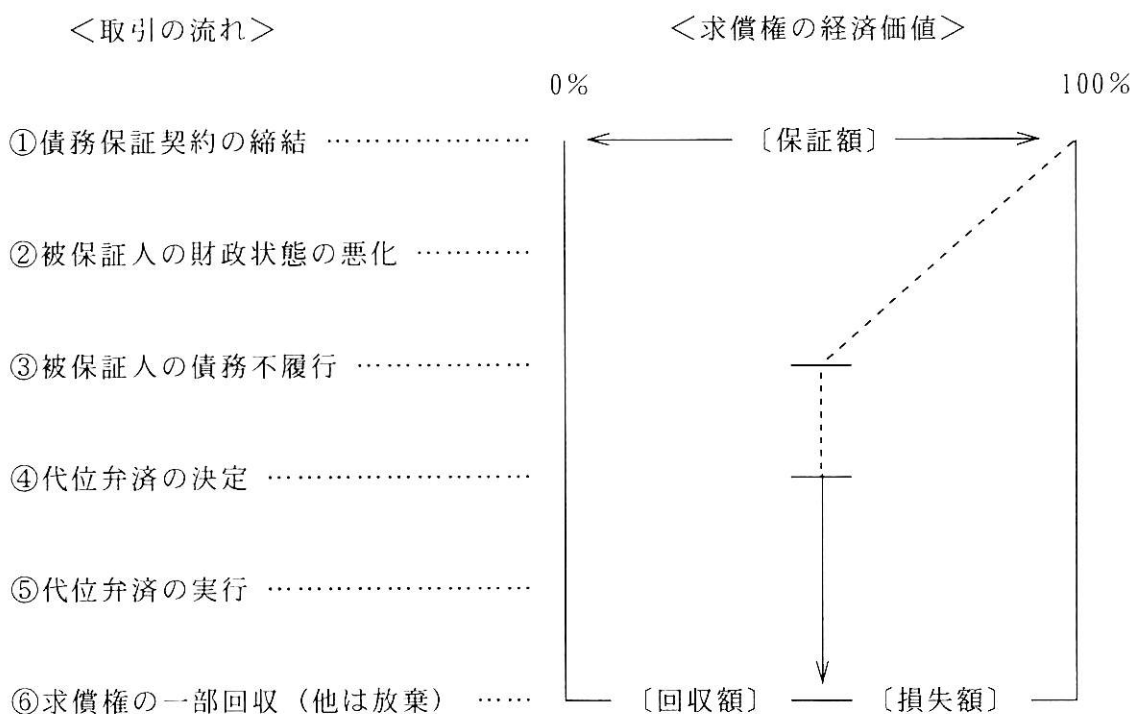 ＜取引の流れ＞
＜求償権の経済価値＞
0％
100％
①債務保証契約の締結 ……………………
〔保証額〕
②被保証人の財政状態の悪化 …………
③被保証人の債務不履行 ………………
④代位弁済の決定 ………………………
⑤代位弁済の実行 ………………………
⑥求償権の一部回収（他は放棄） ……
〔回収額〕
〔損失額〕